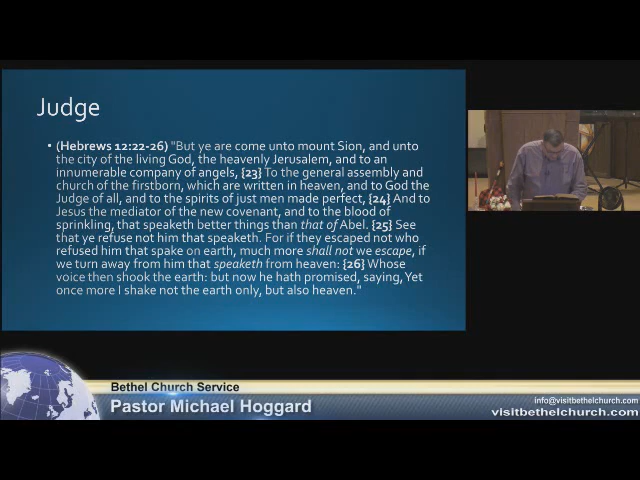 Judge
• (Hebrews 12:22-26) "But ye are come unto mount Sion, and unto
the city of the living God, the heavenly Jerusalem, and to an
innumerable company of angels, {23} To the general assembly and
church of the firstborn, which are written in heaven, and to God the
Judge of all, and to the spirits of just men made perfect, {24} And to
Jesus the mediator of the new covenant, and to the blood of
sprinkling, that speaketh better things than that of Abel. {25} See
that ye refuse not him that speaketh. For if they escaped not who
refused him that spake on earth, much more shall not we escape, if
we turn away from him that speaketh from heaven: {26} Whose
voice then shook the earth: but now he hath promised, saying, Yet
once more I shake not the earth only, but also heaven."
Bethel Church Service
Pastor Michael Hoggard
info@visitbethelchurch.com
visitbethelchurch.com